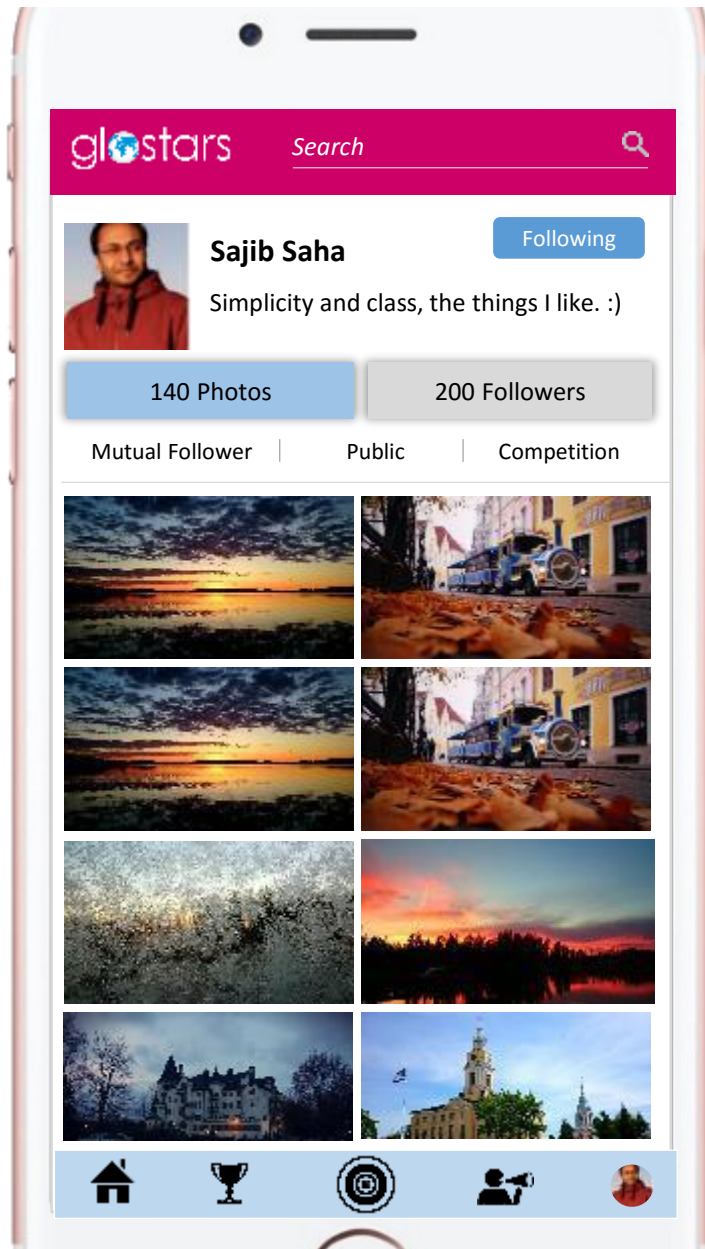 glostars
Search
Following
Sajib Saha
Simplicity and class, the things I like. :)
140 Photos
200 Followers
Mutual Follower
Public
Competition